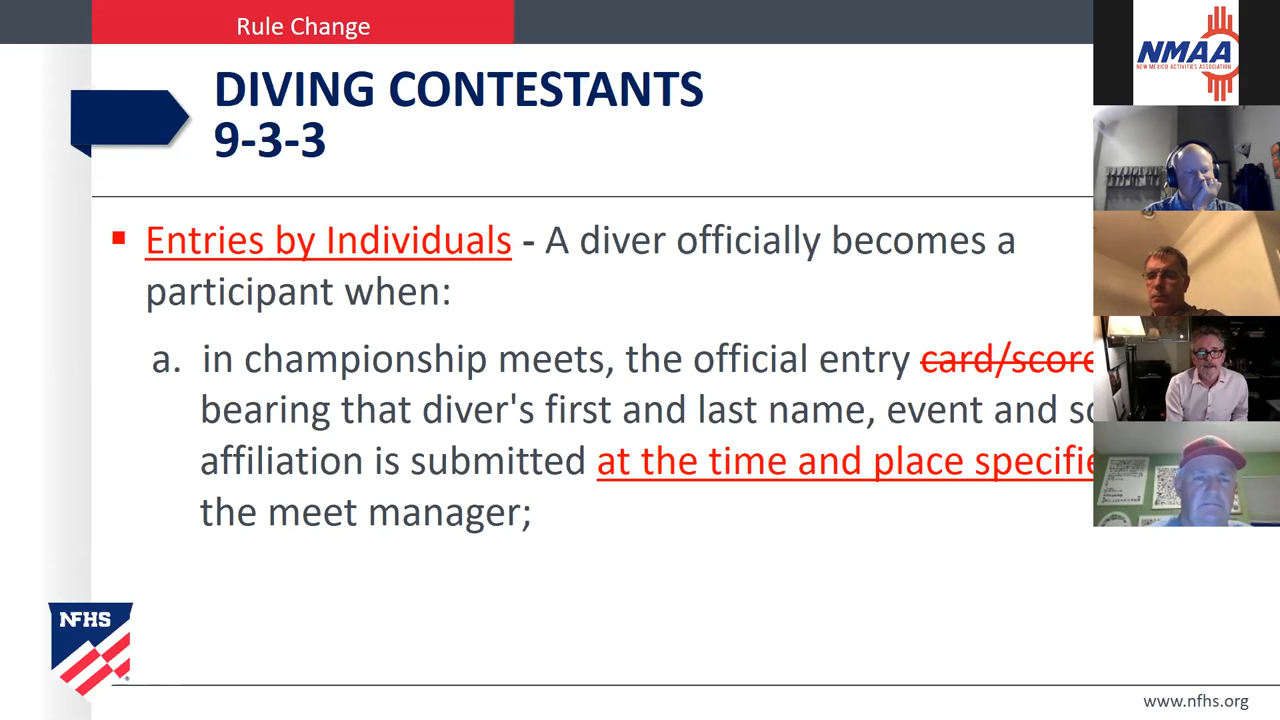 Rule Change
DIVING CONTESTANTS
9-3-3
Entries by Individuals - A diver officially becomes a
participant when:
a. in championship meets, the official entry card/score
bearing that diver's first and last name, event and
affiliation is submitted at the time and place
the meet manager;
NFHS
www.nfhs.org
NMAA
NEW MEXICO ACTIVITIES ASSOCIATION